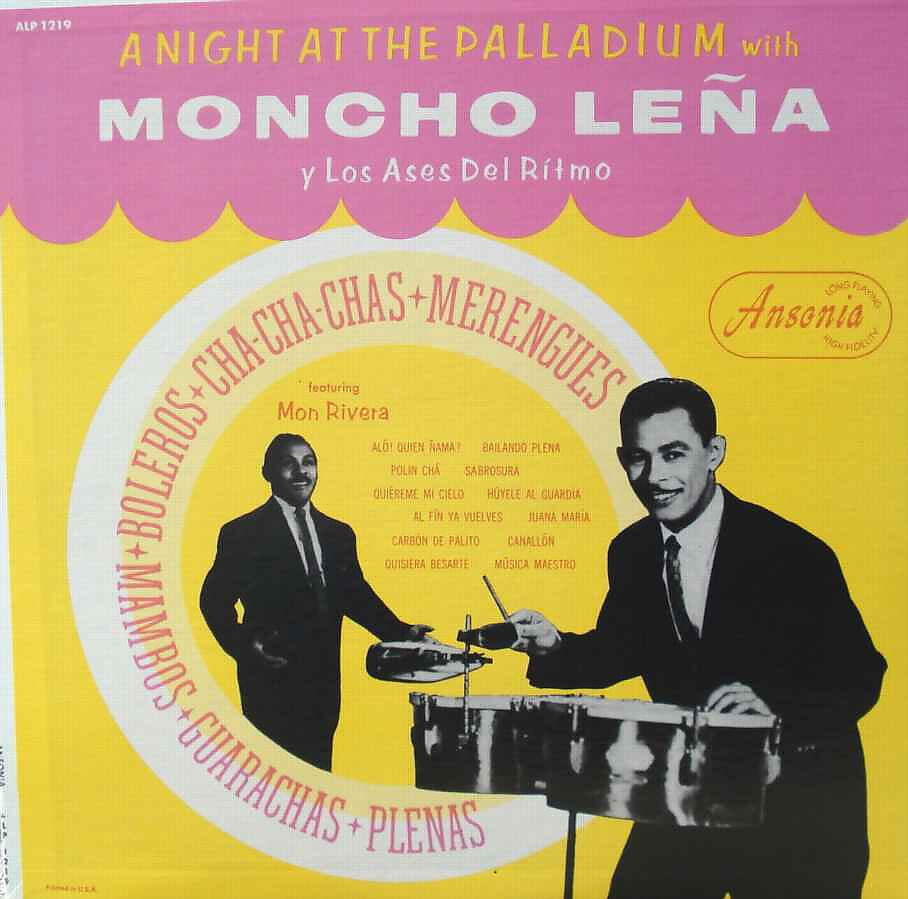 ALP 1219
A NIGHT AT THE PALLADIUM with
MONCHO LEÑA
y Los Ases Del Rítmo
PLENAS ✦ GUARACHAS ✦ MAMBOS ✦ BOLEROS ✦ CHA-CHA-CHAS ✦ MERENGUES
Ansonia
LONG PLAYING
HIGH FIDELITY
featuring
Mon Rivera
ALÓ! QUIEN ÑAMA? BAILANDO PLENA
POLIN CHÁ SABROSURA
QUIÉREME MI CIELO HÚYELE AL GUARDIA
AL FÍN YA VUELVES JUANA MARÍA
CARBÓN DE PALITO CANALLÓN
QUISIERA BESARTE MÚSICA MAESTRO
Printed in U.S.A.